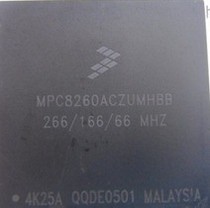 MPC8260ACZUMHBB
266/166/66 MHZ
4K25A QQDE0501 MALAYSIA